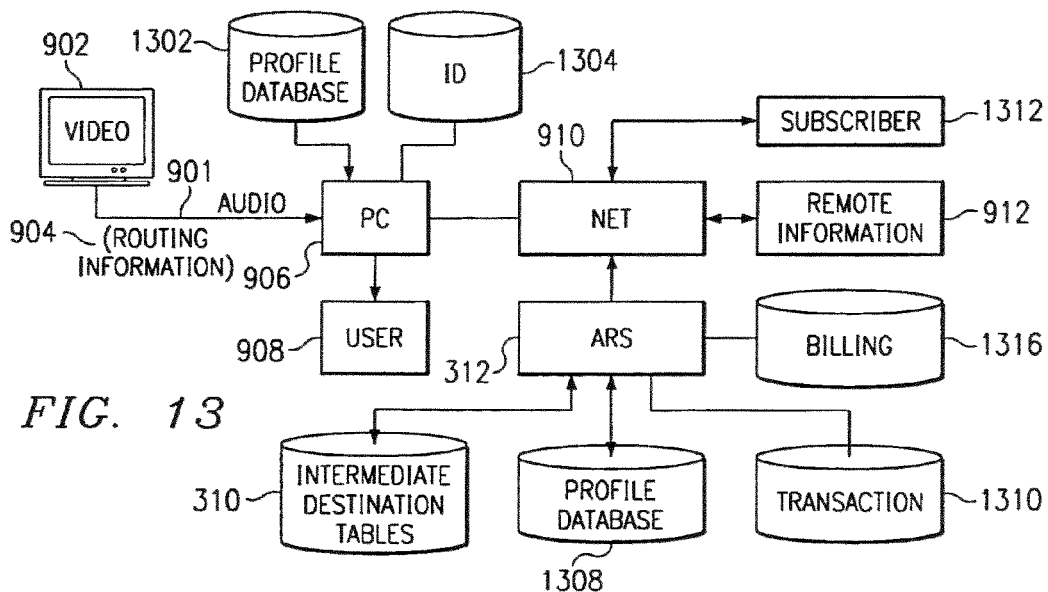 902
1302
PROFILE
DATABASE
ID
1304
VIDEO
910
SUBSCRIBER
1312
901
AUDIO
PC
NET
REMOTE
INFORMATION
912
904
(ROUTING
INFORMATION)
906
USER
908
ARS
312
BILLING
1316
FIG. 13
INTERMEDIATE
DESTINATION
TABLES
310
PROFILE
DATABASE
1308
TRANSACTION
1310